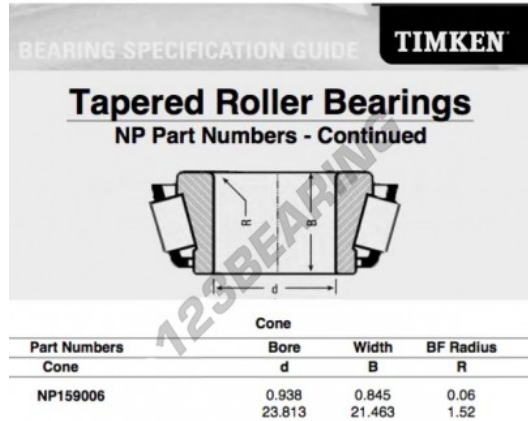 BEARING SPECIFICATION GUIDE
TIMKEN
Tapered Roller Bearings
NP Part Numbers - Continued
R
B
d
123BEARING
Cone
Part Numbers Bore Width BF Radius
Cone d B R
NP159006 0.938 0.845 0.06
23.813 21.463 1.52